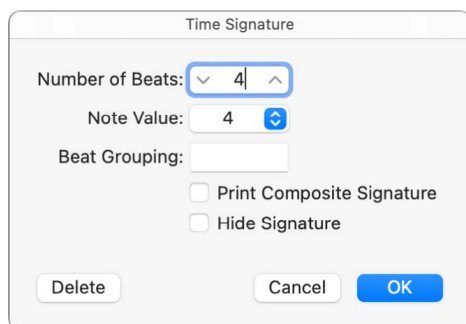 Time Signature
Number of Beats: 4
Note Value: 4
Beat Grouping:
Print Composite Signature
Hide Signature
Delete Cancel OK